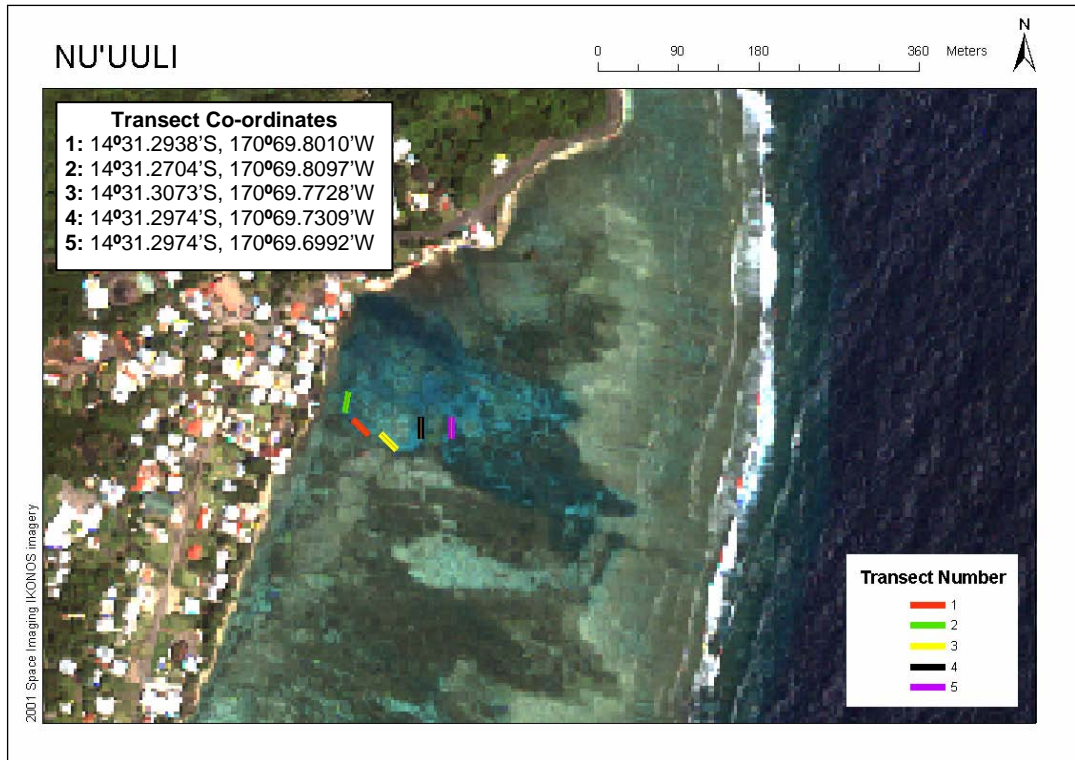 NU'UULI
0 90 180 360 Meters
N
Transect Co-ordinates
1: 14º31.2938’S, 170º69.8010’W
2: 14º31.2704’S, 170º69.8097’W
3: 14º31.3073’S, 170º69.7728’W
4: 14º31.2974’S, 170º69.7309’W
5: 14º31.2974’S, 170º69.6992’W
2001 Space Imaging IKONOS imagery
Transect Number
1
2
3
4
5